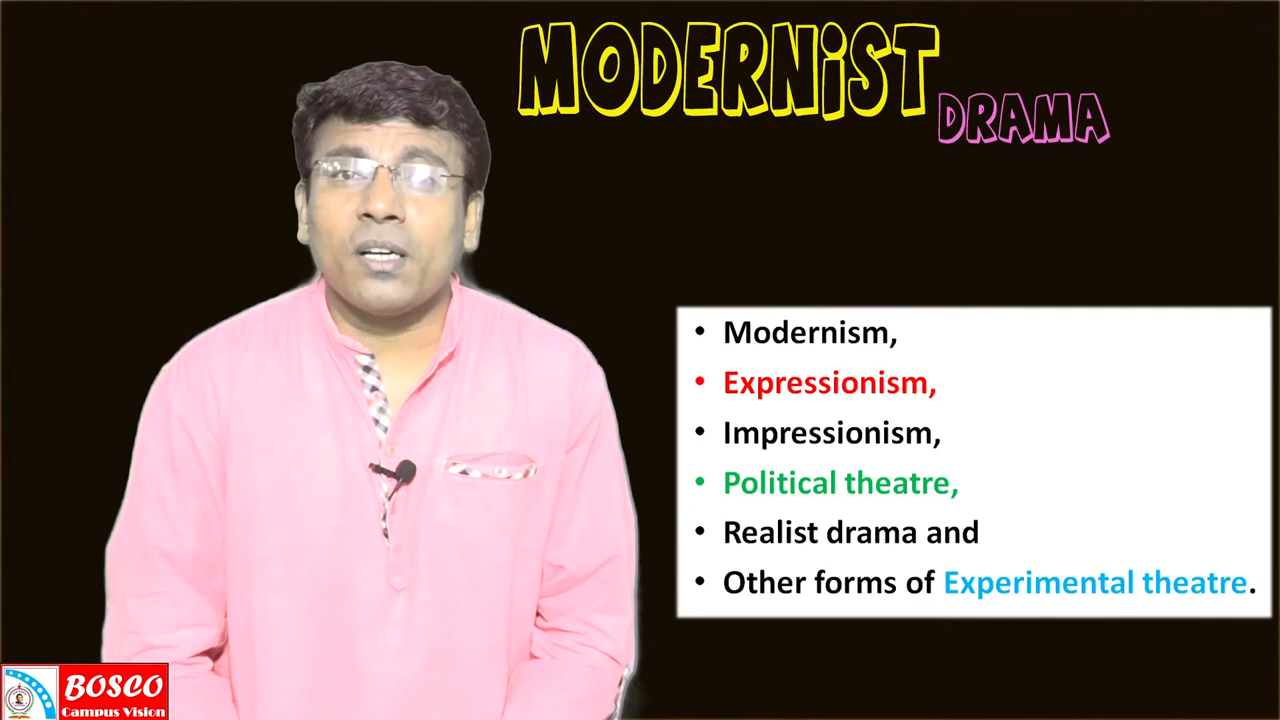 MODERNiST
DRAMA
• Modernism,
• Expressionism,
• Impressionism,
• Political theatre,
• Realist drama and
• Other forms of Experimental theatre.
BOSCO
Campus Vision